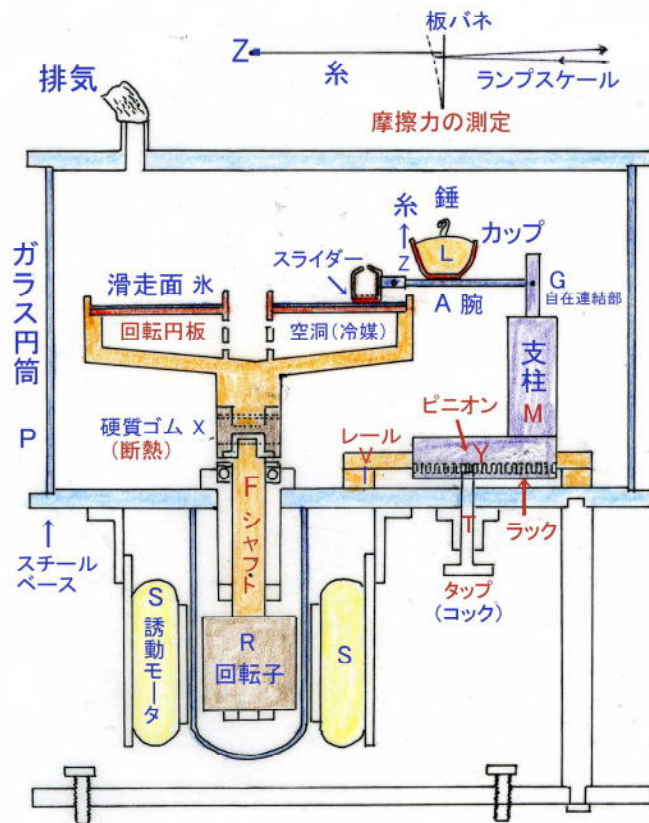 板バネ
Z
糸
ランプスケール
摩擦力の測定
排気
ガラス円筒
P
糸
Z
錘
L
カップ
スライダー
A 腕
G
自在連結部
滑走面 氷
回転円板
空洞(冷媒)
支柱
M
硬質ゴム X
(断熱)
ピニオン
レール
V
I
Y
F
シャフト
T
ラック
スチール
ベース
タップ
(コック)
S
誘動モータ
R
回転子
S